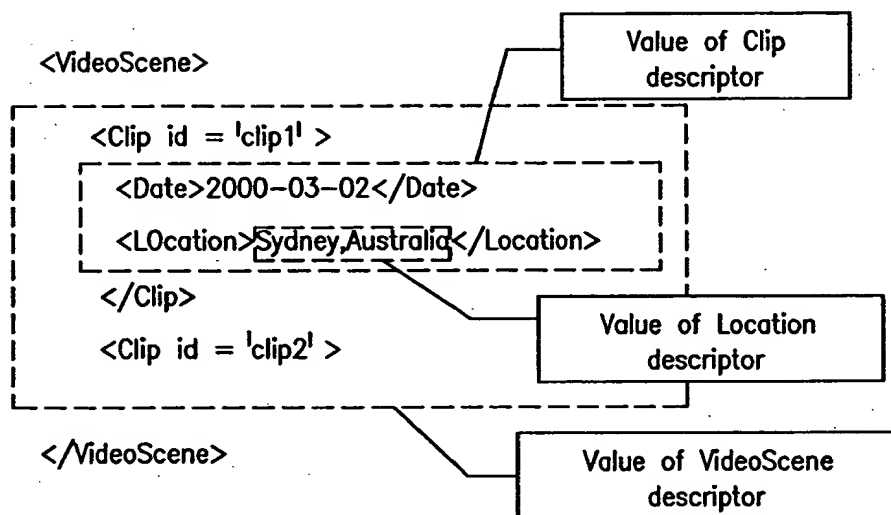 Value of Clip
descriptor
<VideoScene>
<Clip id = 'clip1' >
<Date>2000-03-02</Date>
<LOcation>Sydney,Australia</Location>
</Clip>
Value of Location
descriptor
<Clip id = 'clip2' >
</VideoScene>
Value of VideoScene
descriptor